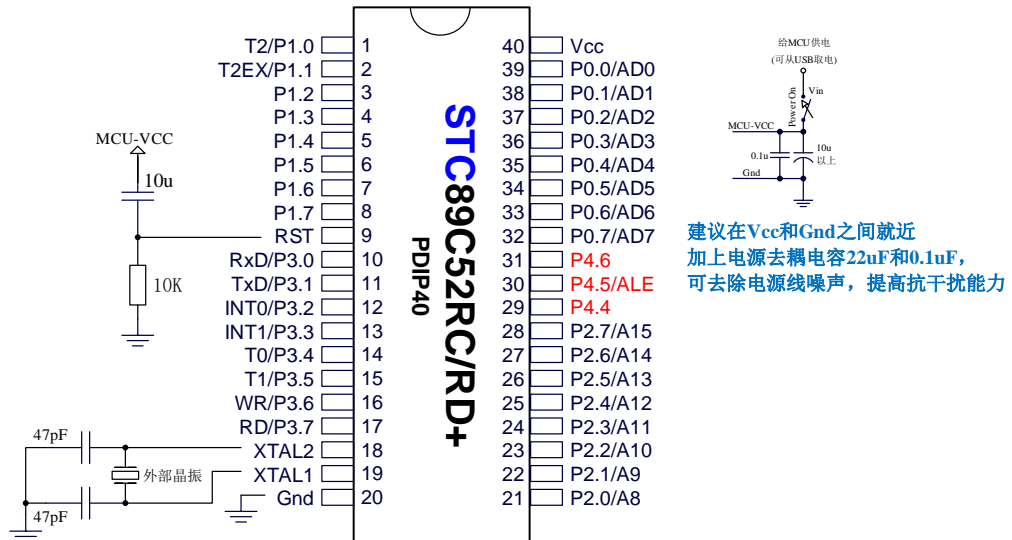 T2/P1.0 1
T2EX/P1.1 2
P1.2 3
P1.3 4
P1.4 5
P1.5 6
P1.6 7
P1.7 8
RST 9
RxD/P3.0 10
TxD/P3.1 11
INT0/P3.2 12
INT1/P3.3 13
T0/P3.4 14
T1/P3.5 15
WR/P3.6 16
RD/P3.7 17
XTAL2 18
XTAL1 19
Gnd 20
MCU-VCC
10u
10K
47pF
外部晶振
47pF
STC89C52RC/RD+
PDIP40
40 Vcc
39 P0.0/AD0
38 P0.1/AD1
37 P0.2/AD2
36 P0.3/AD3
35 P0.4/AD4
34 P0.5/AD5
33 P0.6/AD6
32 P0.7/AD7
31 P4.6
30 P4.5/ALE
29 P4.4
28 P2.7/A15
27 P2.6/A14
26 P2.5/A13
25 P2.4/A12
24 P2.3/A11
23 P2.2/A10
22 P2.1/A9
21 P2.0/A8
给MCU供电
(可从USB取电)
Vin
Power On
MCU-VCC
0.1u
10u
以上
Gnd
建议在Vcc和Gnd之间就近
加上电源去耦电容22uF和0.1uF,
可去除电源线噪声，提高抗干扰能力